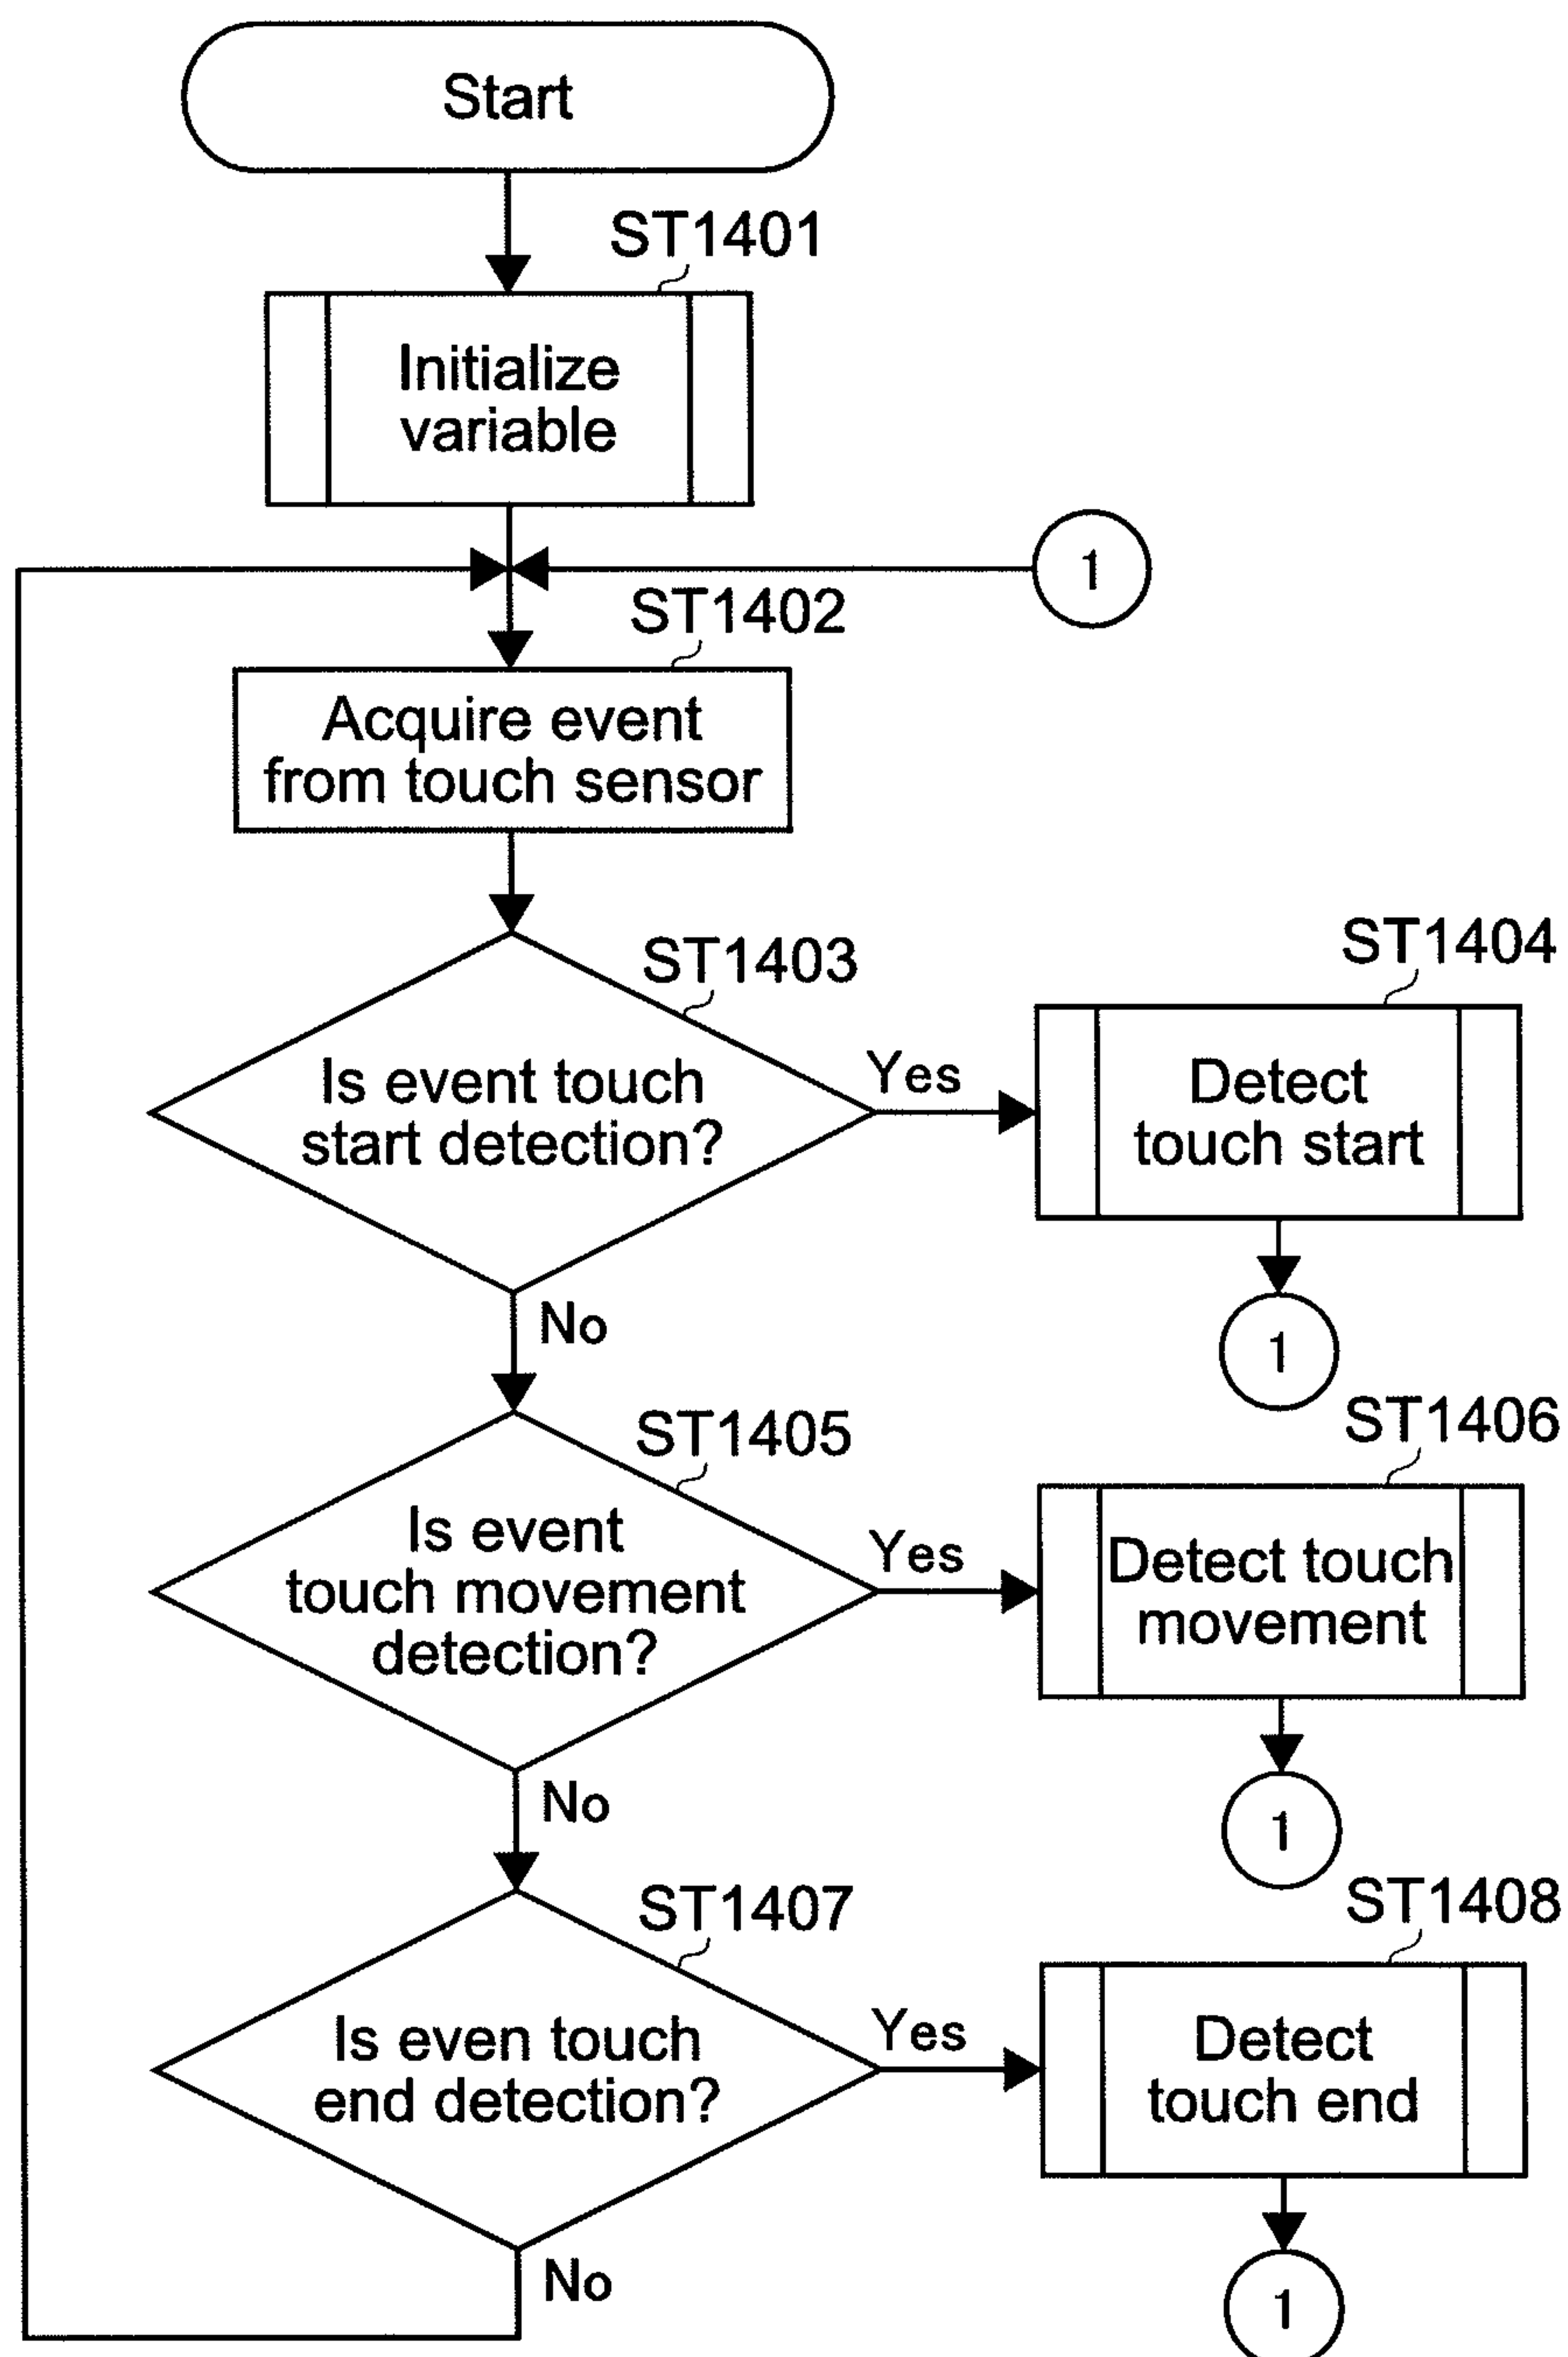 Start
ST1401
Initialize
variable
1
ST1402
Acquire event
from touch sensor
ST1403
Is event touch
start detection?
Yes
ST1404
Detect
touch start
1
No
ST1405
Is event
touch movement
detection?
Yes
ST1406
Detect touch
movement
1
No
ST1407
Is even touch
end detection?
Yes
ST1408
Detect
touch end
1
No